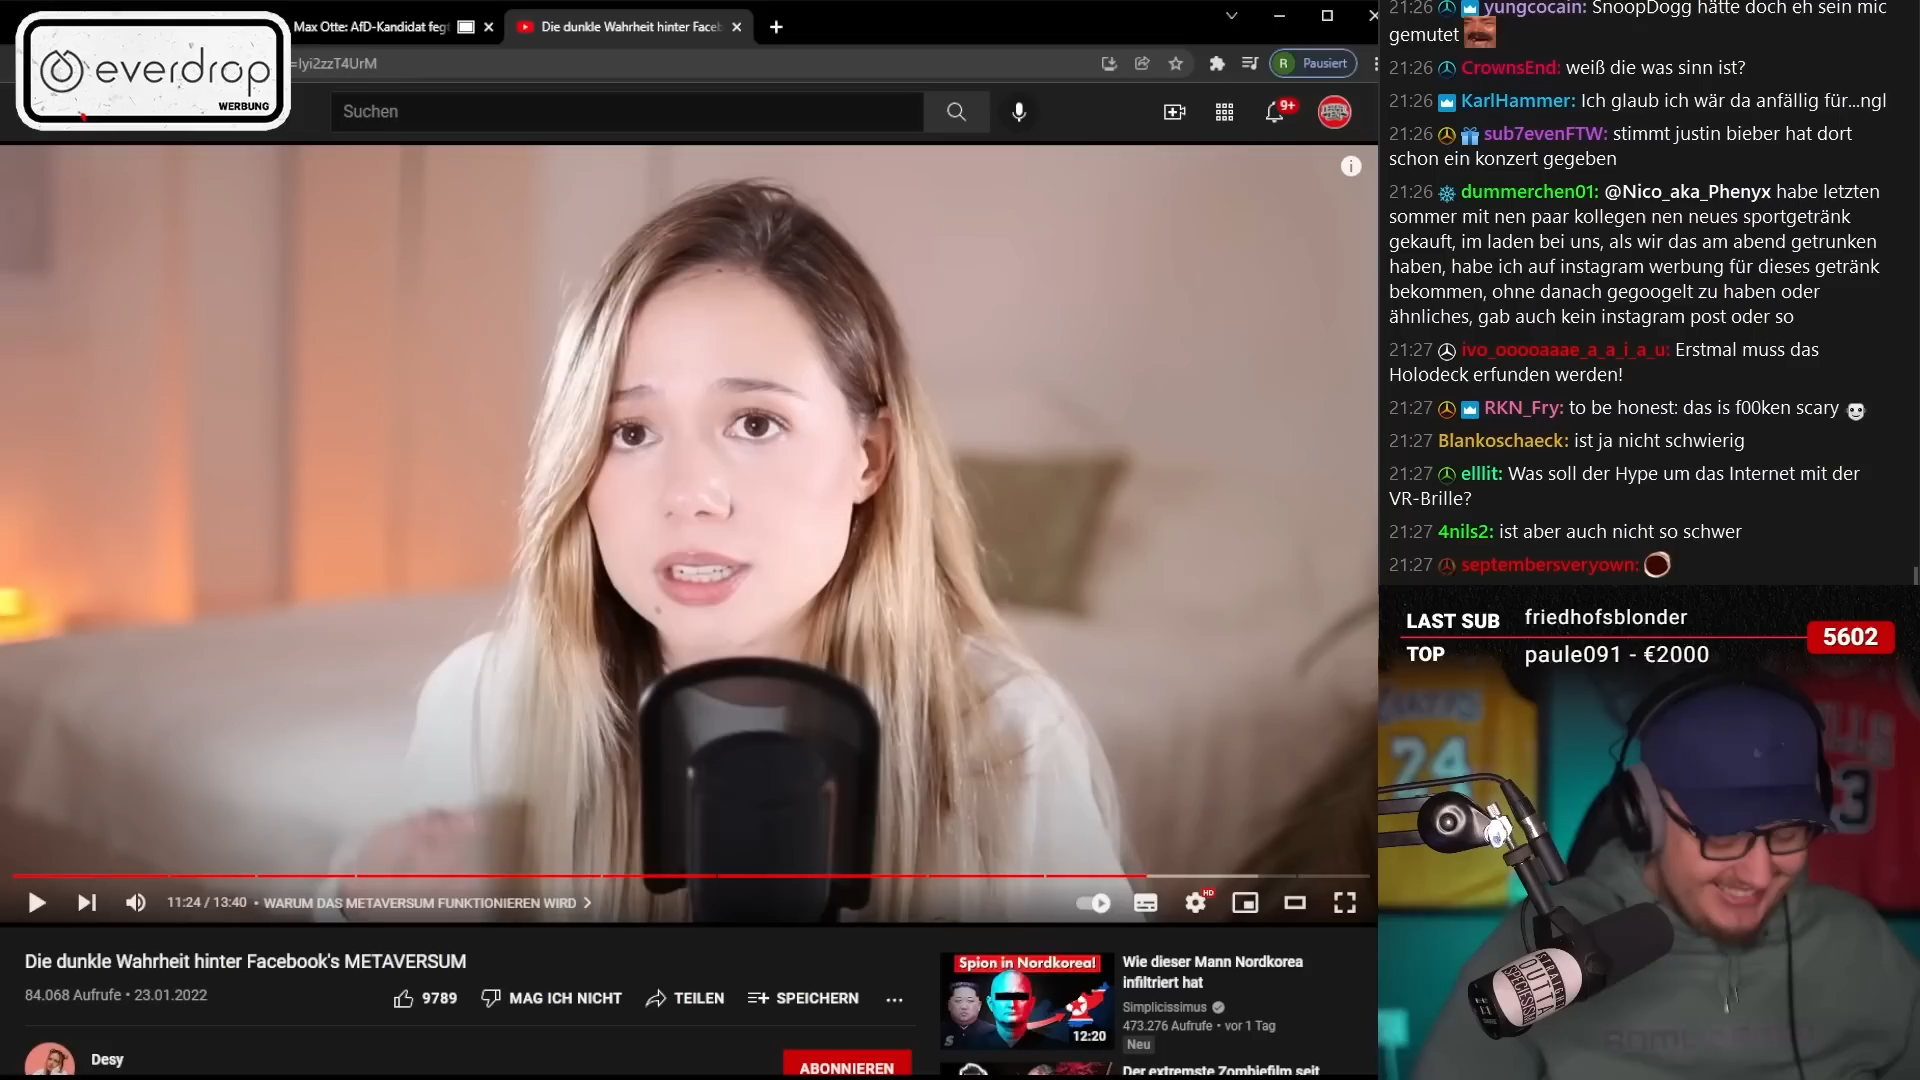 everdrop
WERBUNG
Max Otte: AfD-Kandidat fegt
Die dunkle Wahrheit hinter Faceb
=lyi2zzT4UrM
R Pausiert
Suchen
9+
11:24 / 13:40 • WARUM DAS METAVERSUM FUNKTIONIEREN WIRD
HD
Die dunkle Wahrheit hinter Facebook's METAVERSUM
84.068 Aufrufe • 23.01.2022
9789
MAG ICH NICHT
TEILEN
SPEICHERN
Desy
ABONNIEREN
Spion in Nordkorea!
12:20
Wie dieser Mann Nordkorea
infiltriert hat
Simplicissimus
473.276 Aufrufe • vor 1 Tag
Neu
Der extremste Zombiefilm seit
21:26 yungcocain: SnoopDogg hätte doch eh sein mic
gemutet
21:26 CrownsEnd: weiß die was sinn ist?
21:26 KarlHammer: Ich glaub ich wär da anfällig für...ngl
21:26 sub7evenFTW: stimmt justin bieber hat dort
schon ein konzert gegeben
21:26 dummerchen01: @Nico_aka_Phenyx habe letzten
sommer mit nen paar kollegen nen neues sportgetränk
gekauft, im laden bei uns, als wir das am abend getrunken
haben, habe ich auf instagram werbung für dieses getränk
bekommen, ohne danach gegoogelt zu haben oder
ähnliches, gab auch kein instagram post oder so
21:27 ivo_ooooaaae_a_a_i_a_u: Erstmal muss das
Holodeck erfunden werden!
21:27 RKN_Fry: to be honest: das is f00ken scary
21:27 Blankoschaeck: ist ja nicht schwierig
21:27 elllit: Was soll der Hype um das Internet mit der
VR-Brille?
21:27 4nils2: ist aber auch nicht so schwer
21:27 septembersveryown:
LAST SUB friedhofsblonder
5602
TOP paule091 - €2000
24
3
STRAIGHT
OUTTA
SPECIESISM